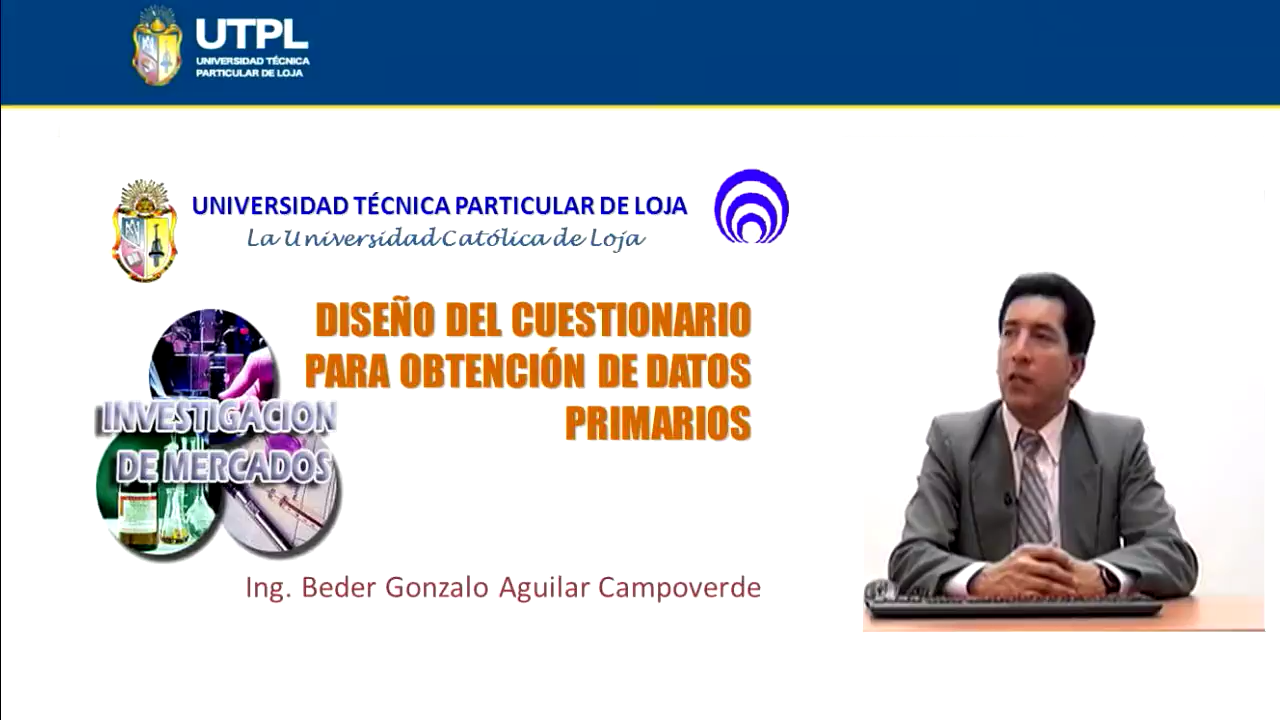 UTPL
UNIVERSIDAD TÉCNICA
PARTICULAR DE LOJA
UNIVERSIDAD TÉCNICA PARTICULAR DE LOJA
La Universidad Católica de Loja
DISEÑO DEL CUESTIONARIO
PARA OBTENCIÓN DE DATOS
PRIMARIOS
INVESTIGACION
DE MERCADOS
Ing. Beder Gonzalo Aguilar Campoverde